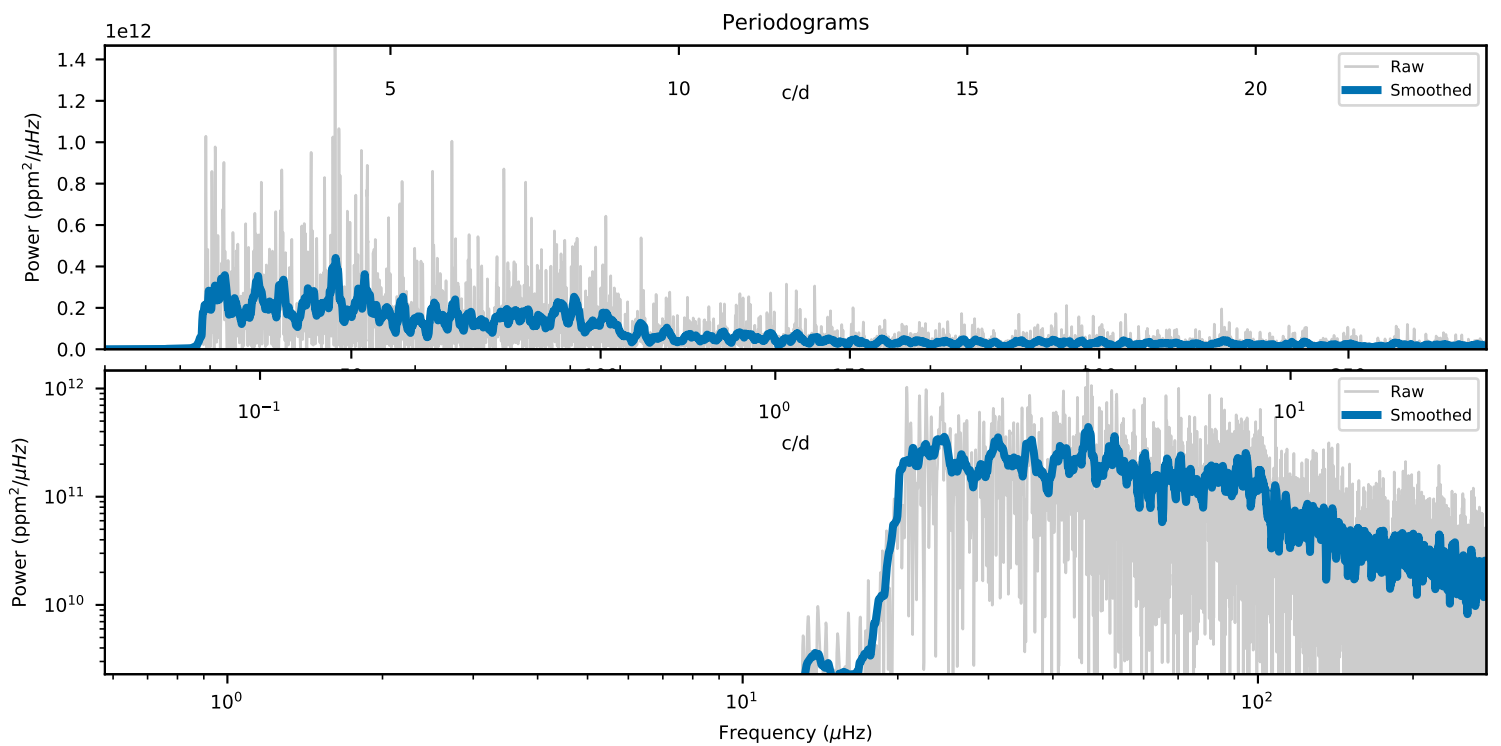 Periodograms
1e12
Power (ppm²/μHz)
1.4
1.2
1.0
0.8
0.6
0.4
0.2
0.0
5
10
15
20
c/d
Raw
Smoothed
Power (ppm²/μHz)
10¹²
10¹¹
10¹⁰
10⁻¹
10⁰
10¹
c/d
Raw
Smoothed
10⁰
10¹
10²
Frequency (μHz)